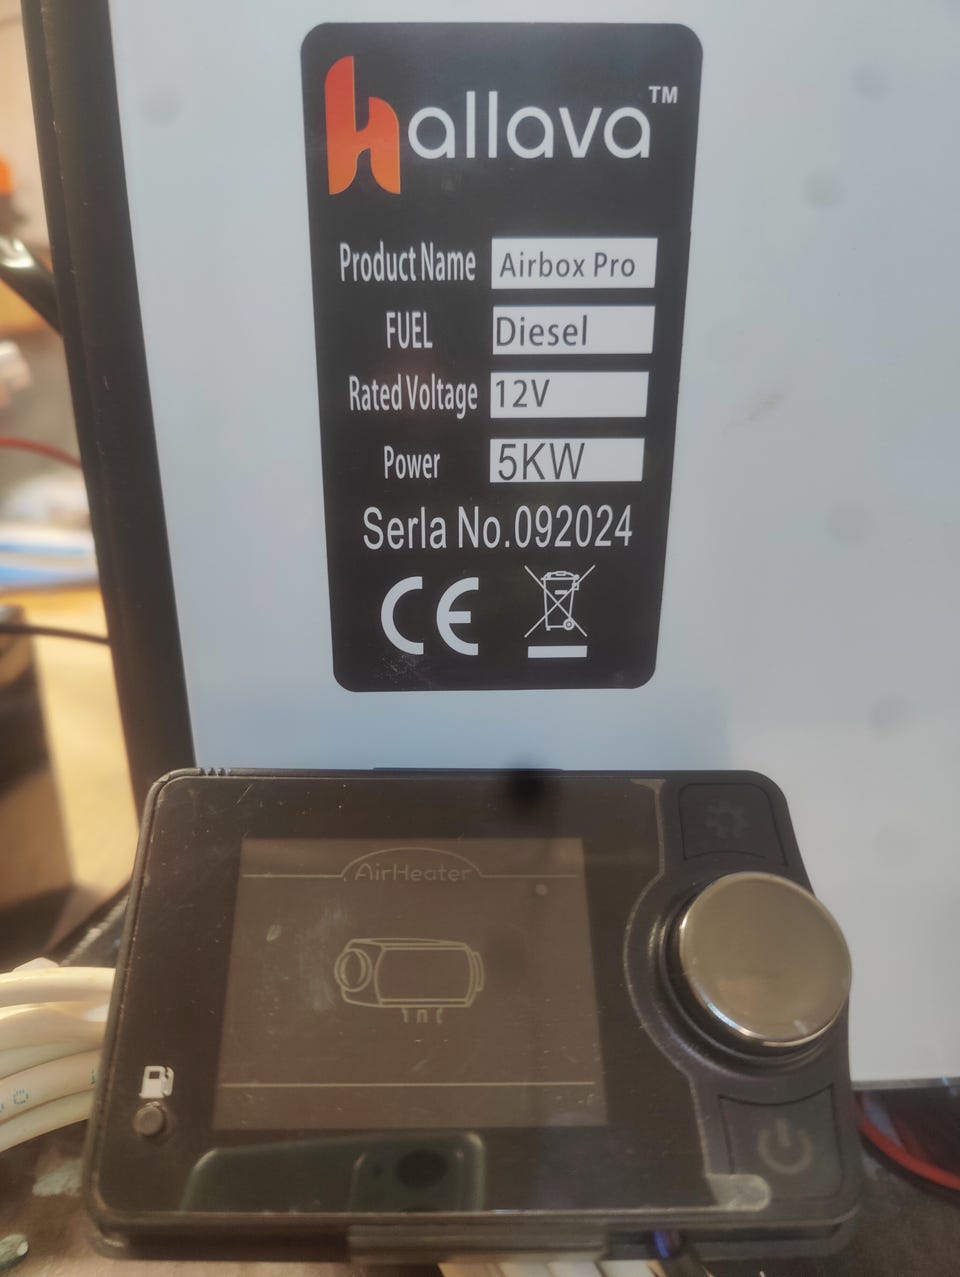 hallava™
Product Name Airbox Pro
FUEL Diesel
Rated Voltage 12V
Power 5KW
Serla No.092024
CE
AirHeater